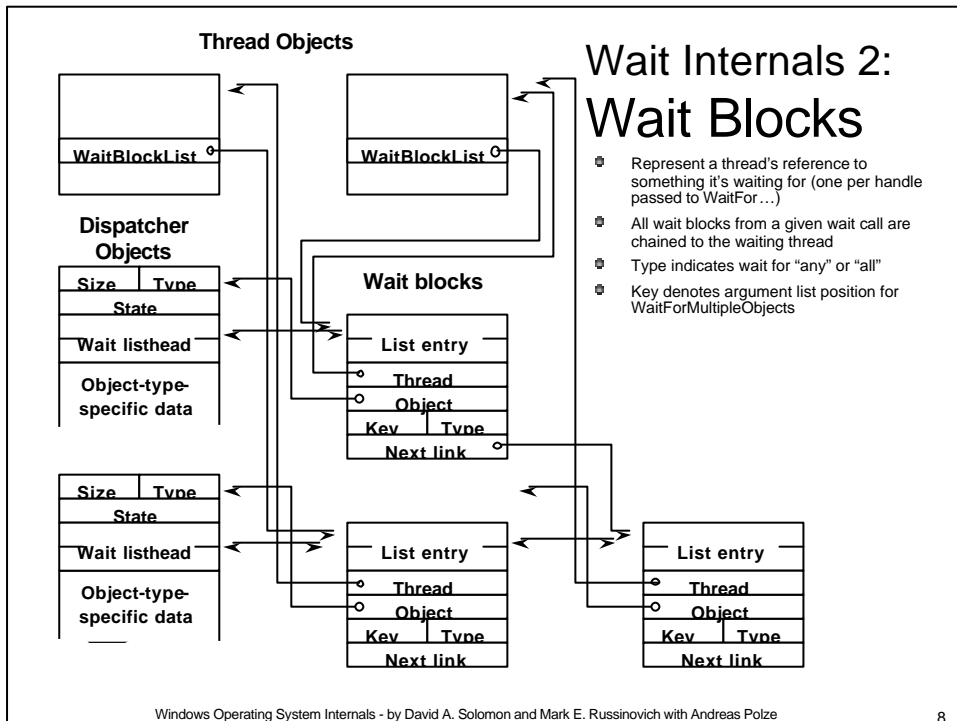 Thread Objects
WaitBlockList
WaitBlockList
Wait Internals 2:
Wait Blocks
Represent a thread's reference to
something it's waiting for (one per handle
passed to WaitFor…)
All wait blocks from a given wait call are
chained to the waiting thread
Type indicates wait for “any” or “all”
Key denotes argument list position for
WaitForMultipleObjects
Dispatcher
Objects
Size Type
State
Wait listhead
Object-type-
specific data
Wait blocks
List entry
Thread
Object
Key Type
Next link
Size Type
State
Wait listhead
Object-type-
specific data
List entry
Thread
Object
Key Type
Next link
List entry
Thread
Object
Key Type
Next link
Windows Operating System Internals - by David A. Solomon and Mark E. Russinovich with Andreas Polze
8